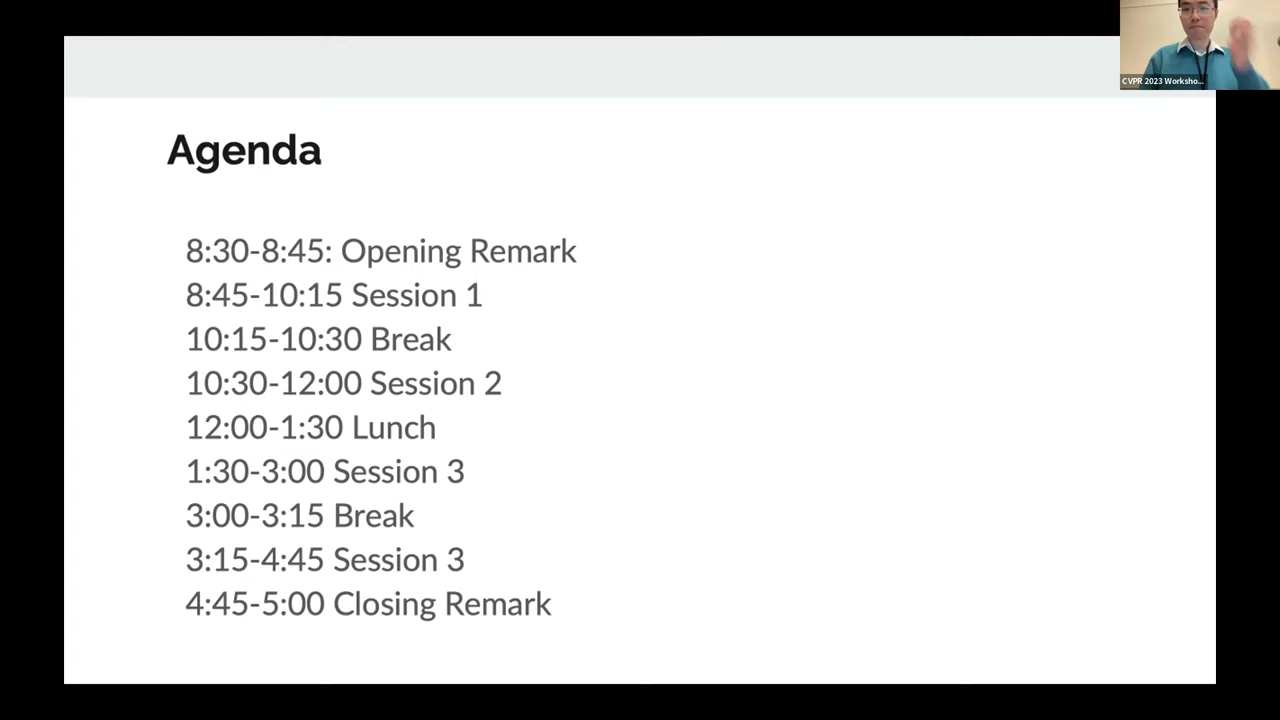 CVPR 2023 Worksho...
Agenda
8:30-8:45: Opening Remark
8:45-10:15 Session 1
10:15-10:30 Break
10:30-12:00 Session 2
12:00-1:30 Lunch
1:30-3:00 Session 3
3:00-3:15 Break
3:15-4:45 Session 3
4:45-5:00 Closing Remark